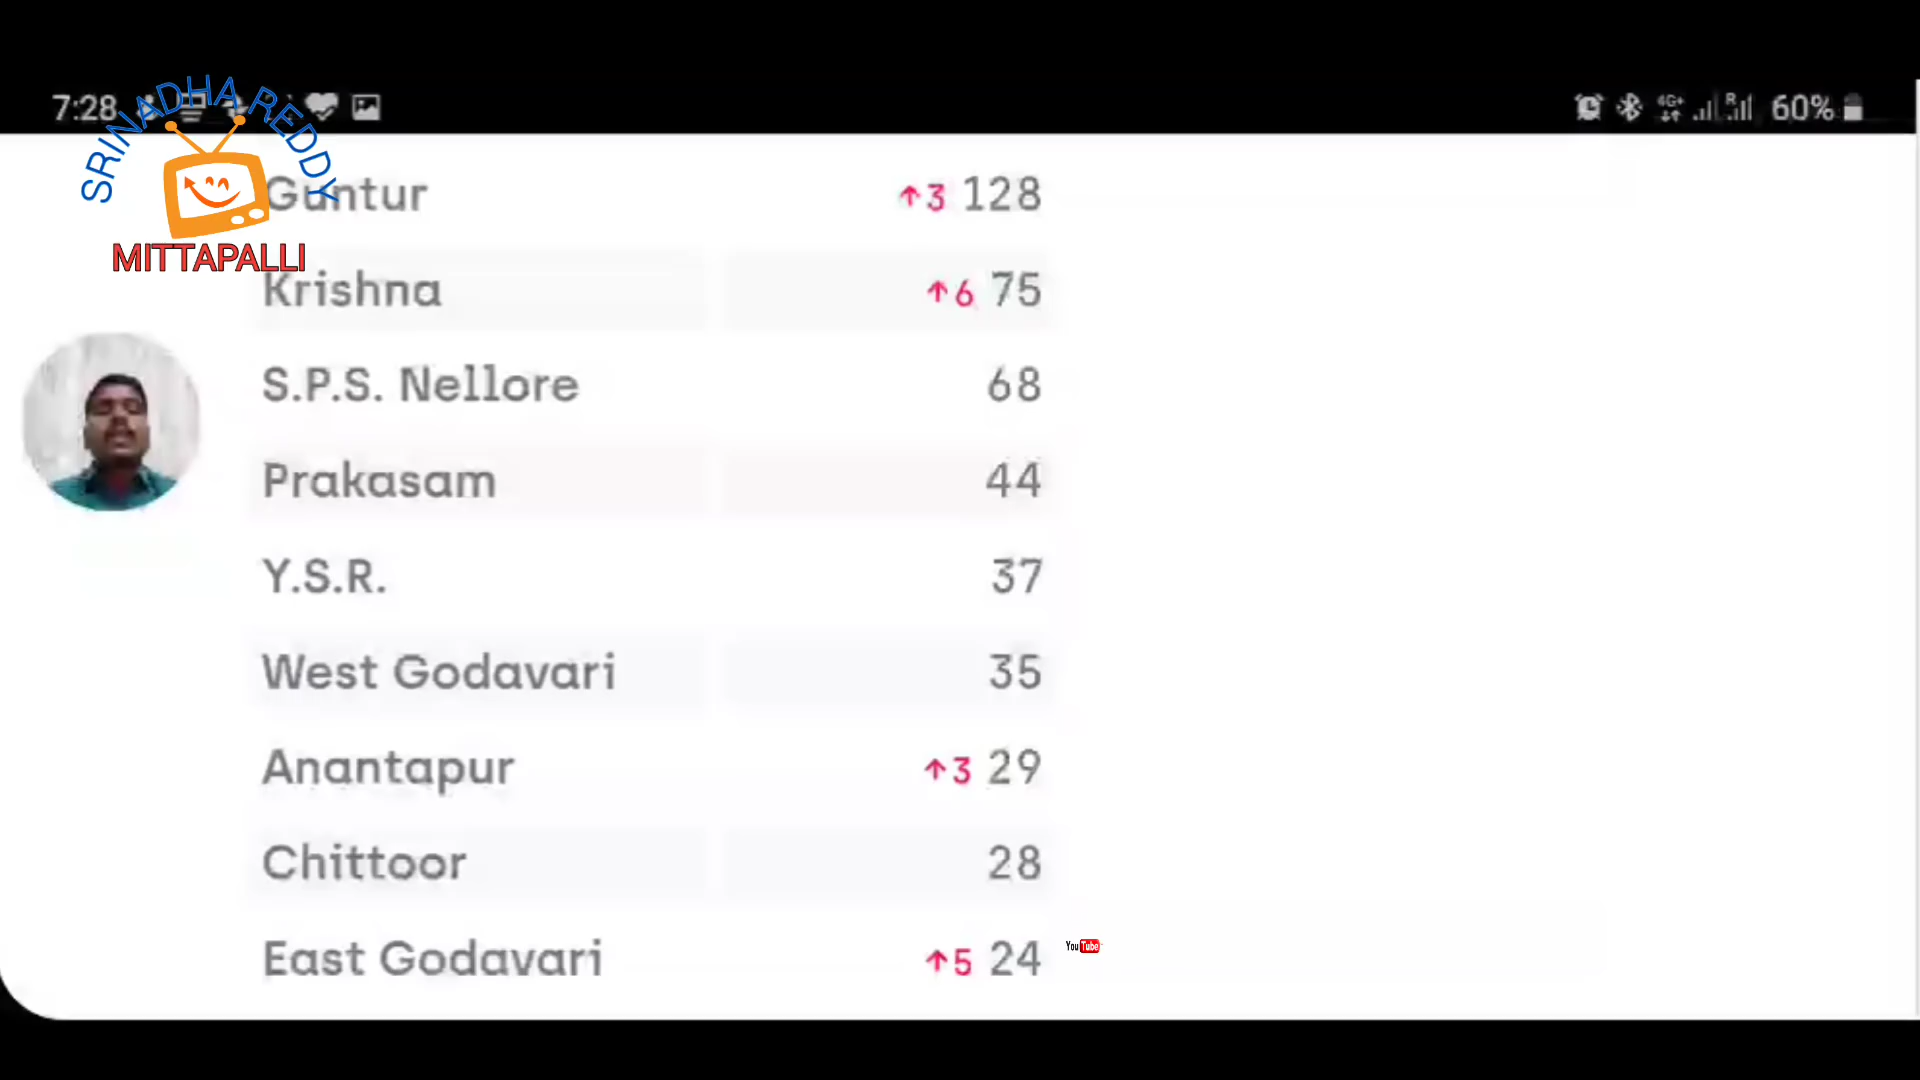 7:28
4G+ R 60%
SRINADHA REDDY
MITTAPALLI
Guntur ↑3 128
Krishna ↑6 75
S.P.S. Nellore 68
Prakasam 44
Y.S.R. 37
West Godavari 35
Anantapur ↑3 29
Chittoor 28
East Godavari ↑5 24
YouTube